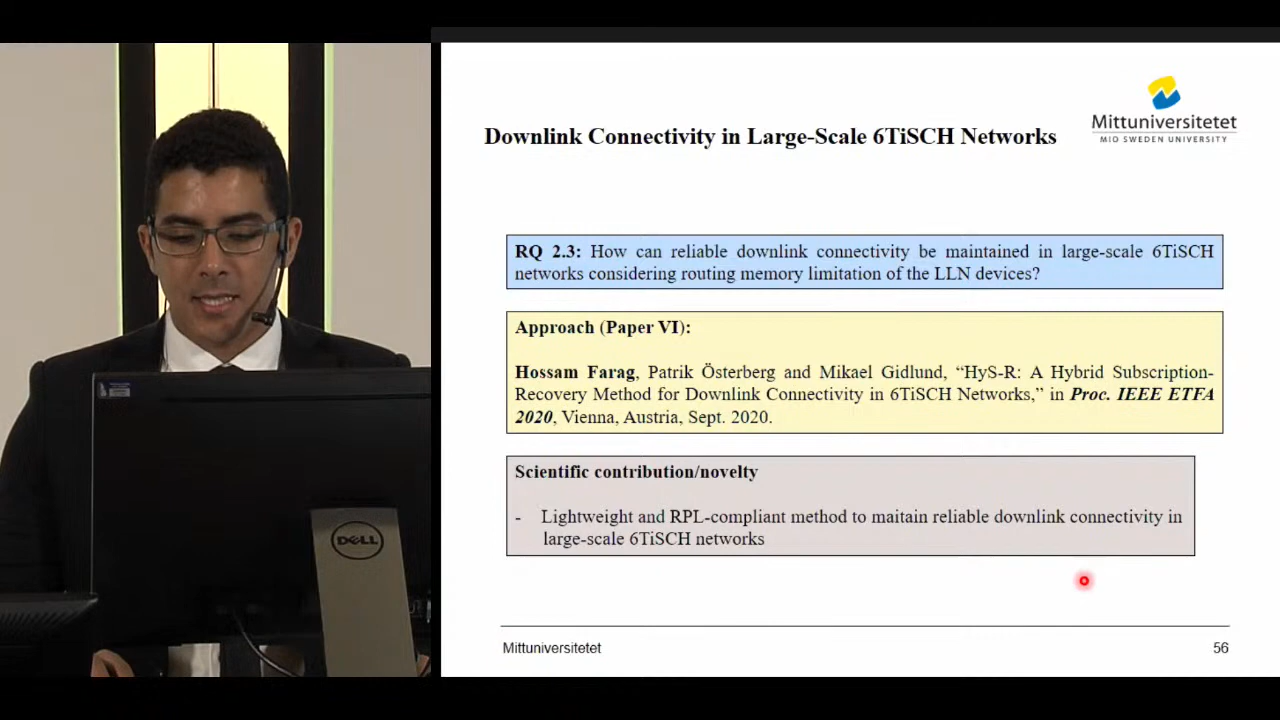 Mittuniversitetet
MID SWEDEN UNIVERSITY
Downlink Connectivity in Large-Scale 6TiSCH Networks
RQ 2.3: How can reliable downlink connectivity be maintained in large-scale 6TiSCH
networks considering routing memory limitation of the LLN devices?
Approach (Paper VI):
Hossam Farag, Patrik Österberg and Mikael Gidlund, “HyS-R: A Hybrid Subscription-
Recovery Method for Downlink Connectivity in 6TiSCH Networks,” in Proc. IEEE ETFA
2020, Vienna, Austria, Sept. 2020.
Scientific contribution/novelty
- Lightweight and RPL-compliant method to maitain reliable downlink connectivity in
large-scale 6TiSCH networks
Mittuniversitetet
56
DELL